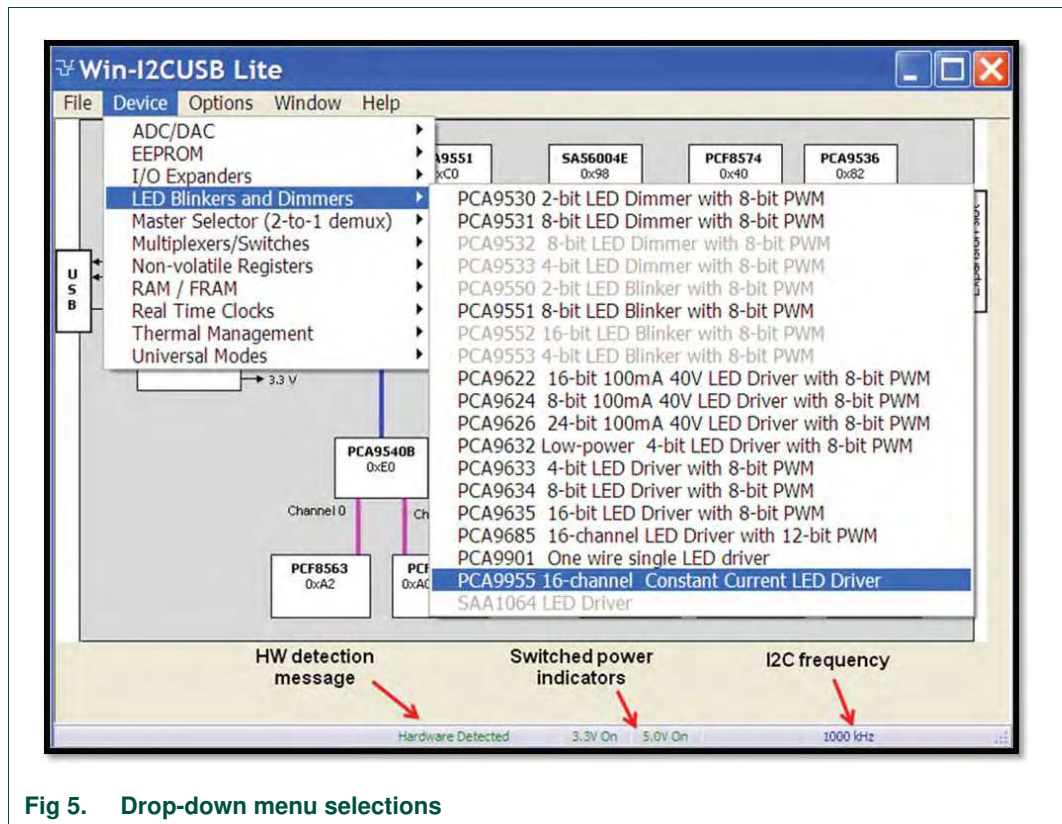 Win-I2CUSB Lite
File Device Options Window Help
ADC/DAC
EEPROM
I/O Expanders
LED Blinkers and Dimmers
Master Selector (2-to-1 demux)
Multiplexers/Switches
Non-volatile Registers
RAM / FRAM
Real Time Clocks
Thermal Management
Universal Modes
A9551
xC0
SA56004E
0x98
PCF8574
0x40
PCA9536
0x82
PCA9530 2-bit LED Dimmer with 8-bit PWM
PCA9531 8-bit LED Dimmer with 8-bit PWM
PCA9532 8-bit LED Dimmer with 8-bit PWM
PCA9533 4-bit LED Dimmer with 8-bit PWM
PCA9550 2-bit LED Blinker with 8-bit PWM
PCA9551 8-bit LED Blinker with 8-bit PWM
PCA9552 16-bit LED Blinker with 8-bit PWM
PCA9553 4-bit LED Blinker with 8-bit PWM
PCA9622 16-bit 100mA 40V LED Driver with 8-bit PWM
PCA9624 8-bit 100mA 40V LED Driver with 8-bit PWM
PCA9626 24-bit 100mA 40V LED Driver with 8-bit PWM
PCA9632 Low-power 4-bit LED Driver with 8-bit PWM
PCA9633 4-bit LED Driver with 8-bit PWM
PCA9634 8-bit LED Driver with 8-bit PWM
PCA9635 16-bit LED Driver with 8-bit PWM
PCA9685 16-channel LED Driver with 12-bit PWM
PCA9901 One wire single LED driver
PCA9955 16-channel Constant Current LED Driver
SAA1064 LED Driver
U
S
B
3.3 V
PCA9540B
0xE0
Channel 0
Ch
PCF8563
0xA2
PCF
0xA0
HW detection
message
Switched power
indicators
I2C frequency
Hardware Detected 3.3V On 5.0V On 1000 kHz
Fig 5. Drop-down menu selections